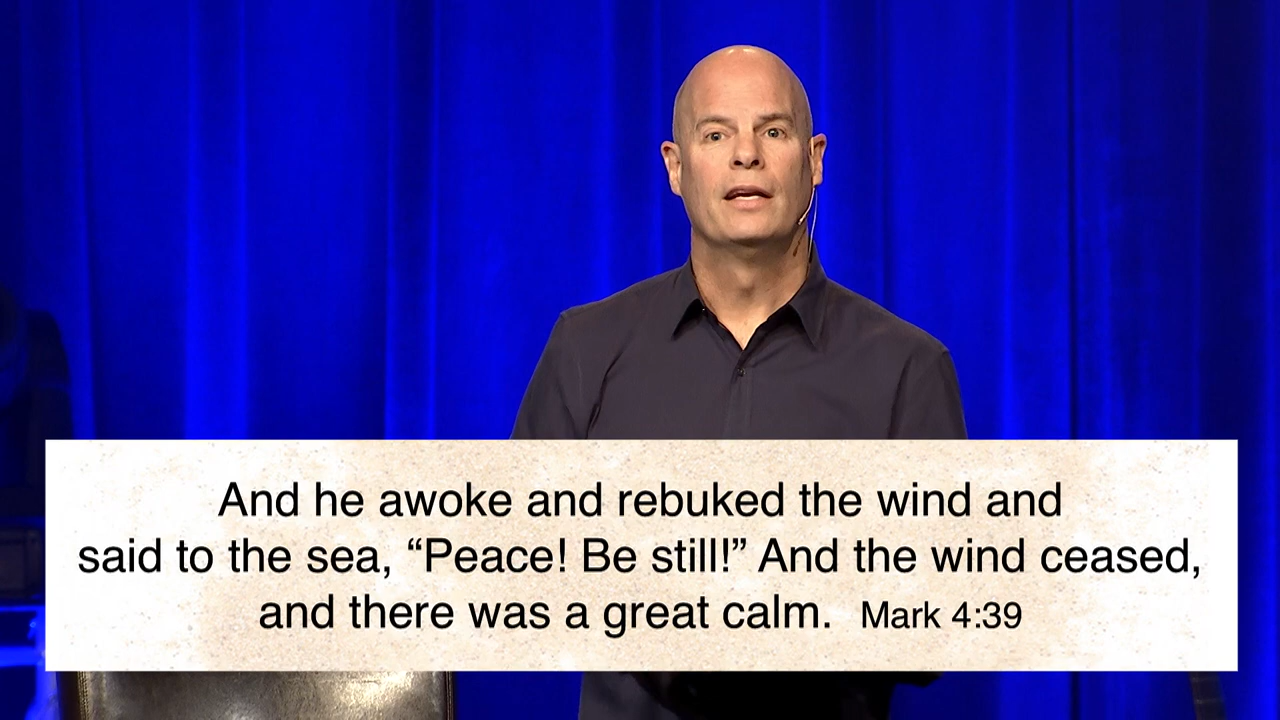 And he awoke and rebuked the wind and
said to the sea, “Peace! Be still!” And the wind ceased,
and there was a great calm. Mark 4:39